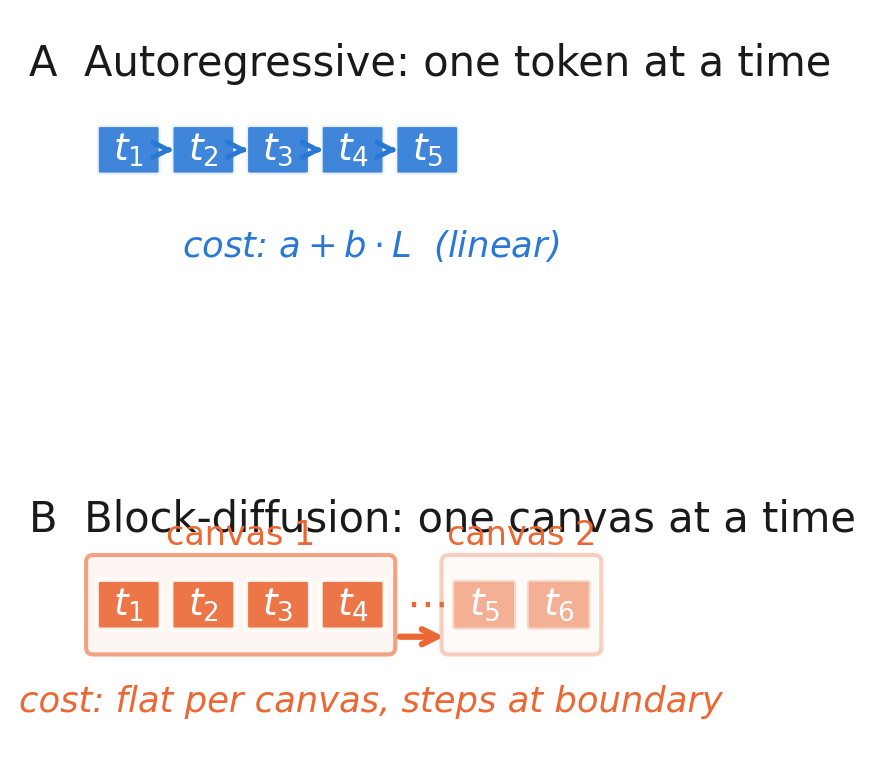 A Autoregressive: one token at a time
t₁ t₂ t₃ t₄ t₅
cost: a + b · L (linear)
B Block-diffusion: one canvas at a time
canvas 1 canvas 2
t₁ t₂ t₃ t₄ ⋯ t₅ t₆
cost: flat per canvas, steps at boundary